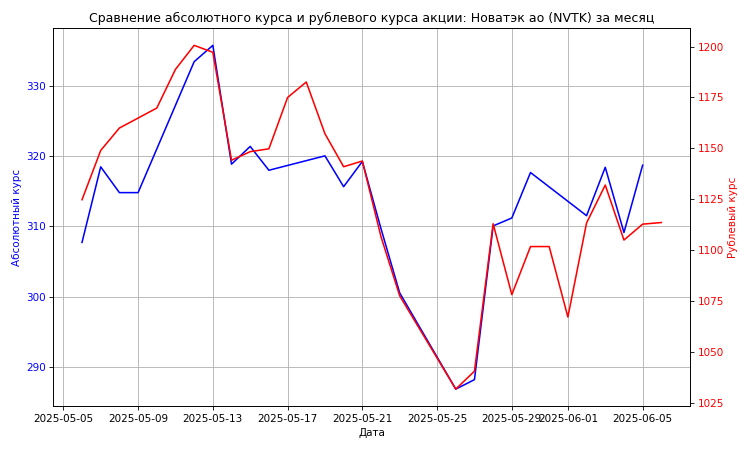 Сравнение абсолютного курса и рублевого курса акции: Новатэк ао (NVTK) за месяц
Абсолютный курс
330
320
310
300
290
1200
1175
1150
1125
1100
1075
1050
1025
Рублевый курс
2025-05-05 2025-05-09 2025-05-13 2025-05-17 2025-05-21 2025-05-25 2025-05-29 2025-06-01 2025-06-05
Дата